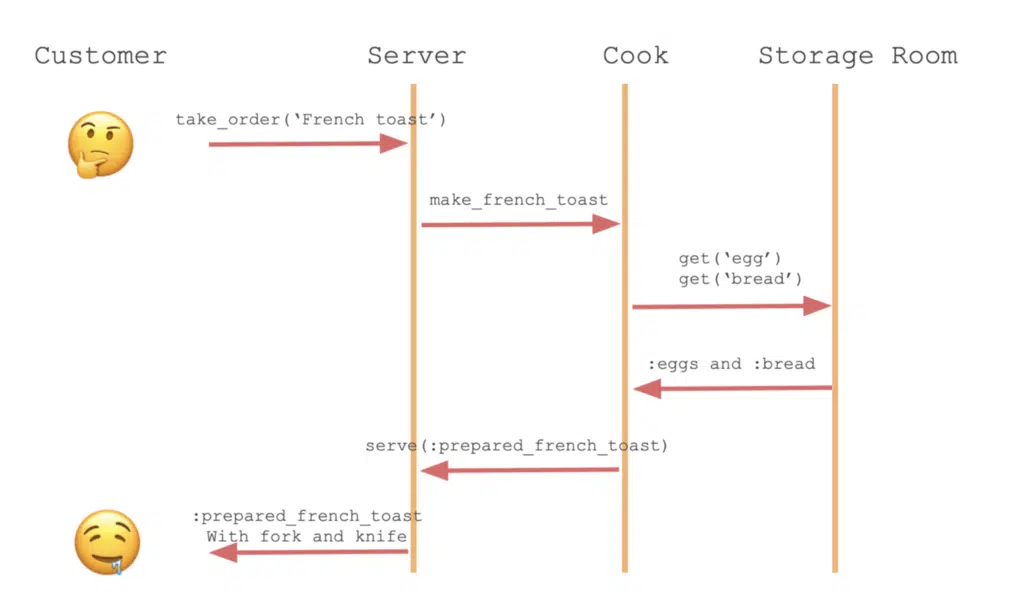 Customer
Server
Cook
Storage Room
take_order(‘French toast’)
make_french_toast
get(‘egg’)
get(‘bread’)
:eggs and :bread
serve(:prepared_french_toast)
:prepared_french_toast
With fork and knife